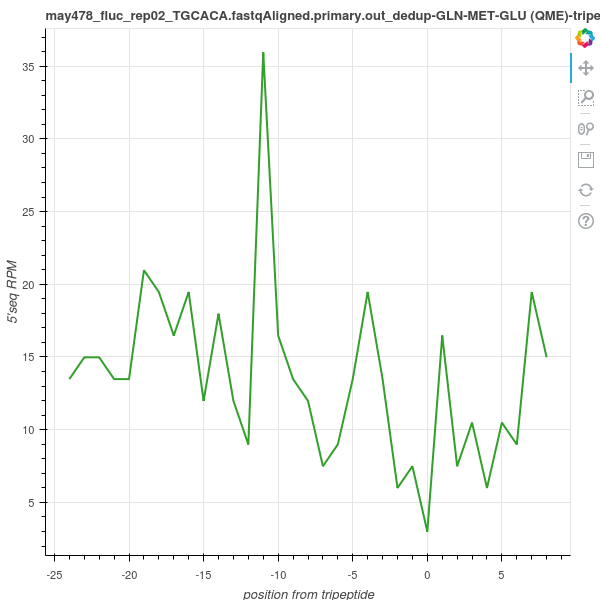 may478_fluc_rep02_TGCACA.fastqAligned.primary.out_dedup-GLN-MET-GLU (QME)-tripe
35
30
25
20
15
10
5
5'seq RPM
-25 -20 -15 -10 -5 0 5
position from tripeptide